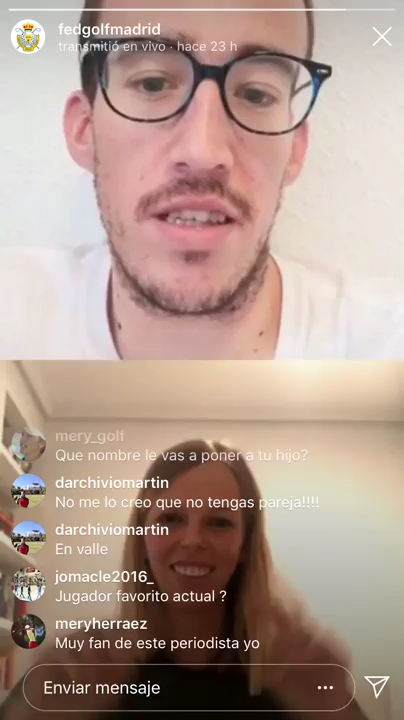 fedgolfmadrid
transmitió en vivo · hace 23 h
mery_golf
Que nombre le vas a poner a tu hijo?
darchiviomartin
No me lo creo que no tengas pareja!!!!
darchiviomartin
En valle
jomacle2016_
Jugador favorito actual ?
meryherraez
Muy fan de este periodista yo
Enviar mensaje